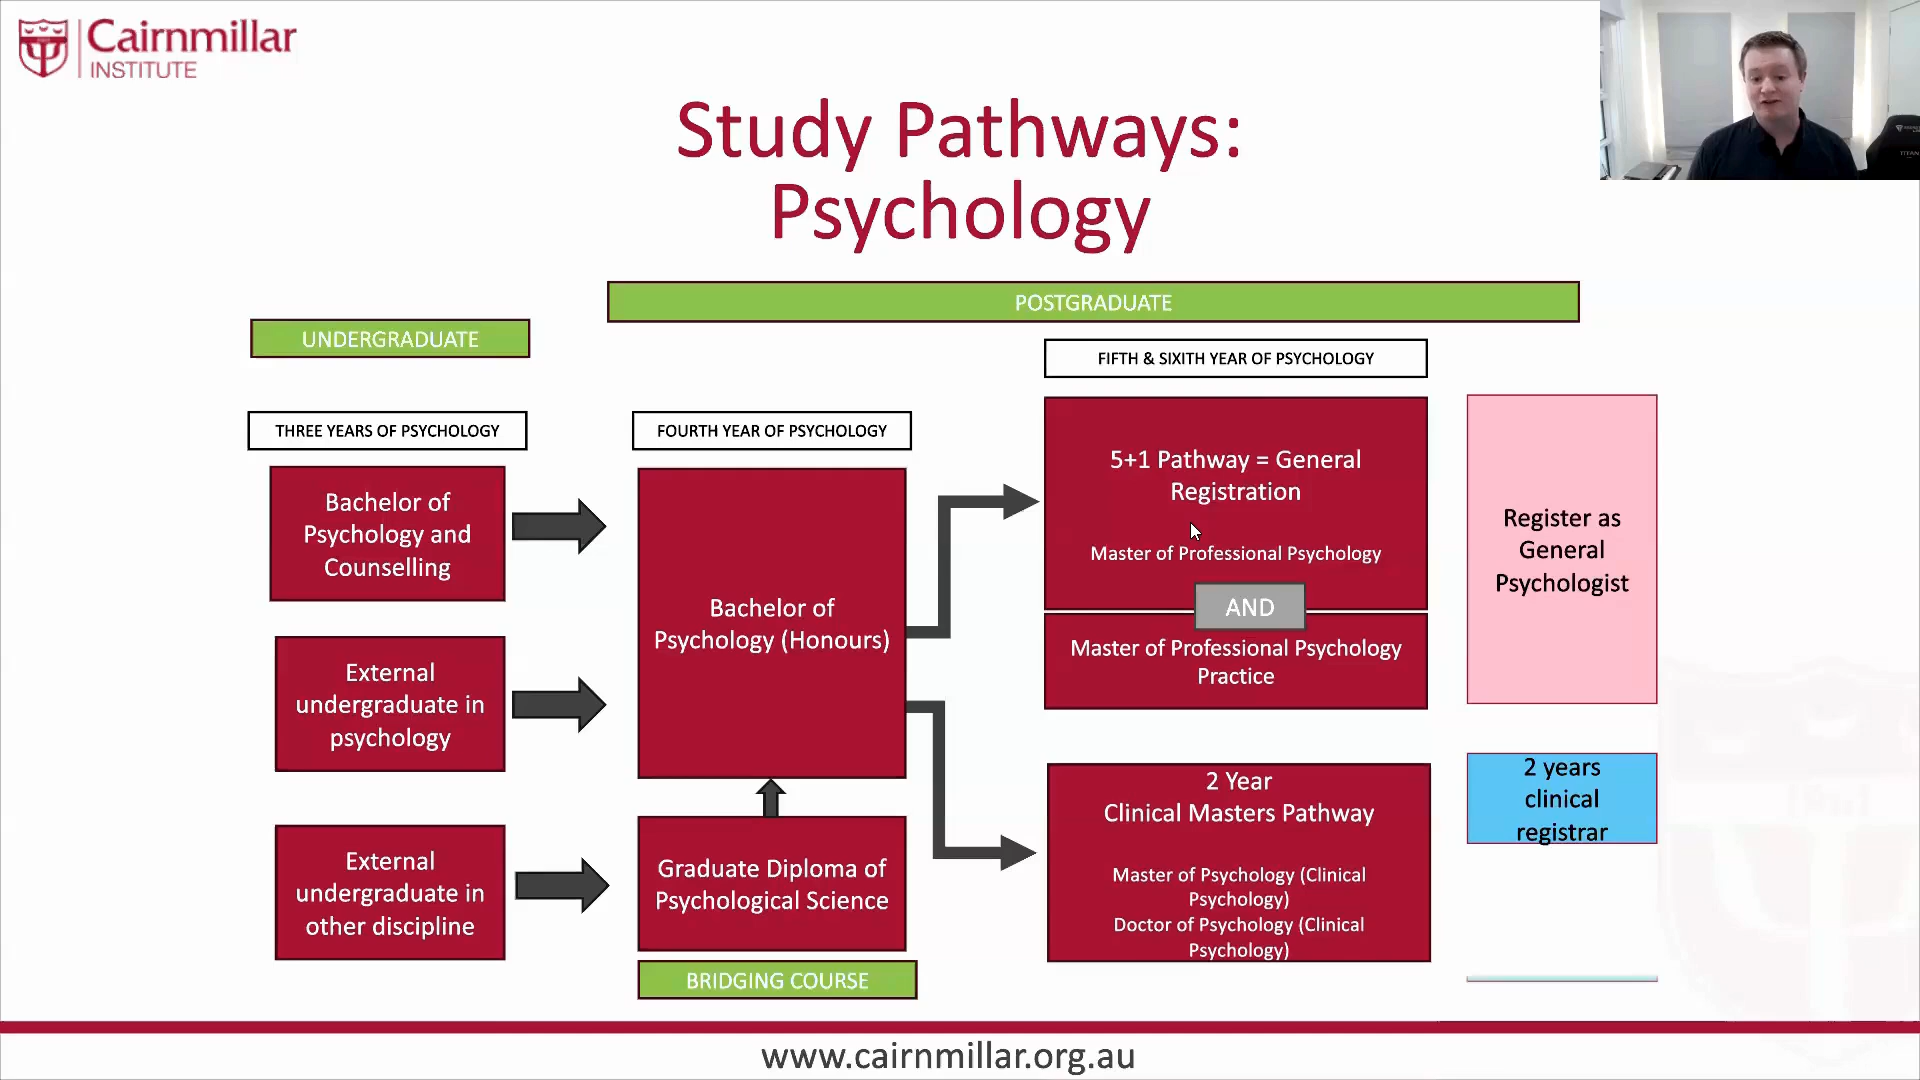 Cairnmillar
INSTITUTE
Study Pathways:
Psychology
POSTGRADUATE
UNDERGRADUATE
FIFTH & SIXITH YEAR OF PSYCHOLOGY
THREE YEARS OF PSYCHOLOGY
FOURTH YEAR OF PSYCHOLOGY
Bachelor of
Psychology and
Counselling
External
undergraduate in
psychology
External
undergraduate in
other discipline
Bachelor of
Psychology (Honours)
Graduate Diploma of
Psychological Science
BRIDGING COURSE
5+1 Pathway = General
Registration
Master of Professional Psychology
AND
Master of Professional Psychology
Practice
2 Year
Clinical Masters Pathway
Master of Psychology (Clinical
Psychology)
Doctor of Psychology (Clinical
Psychology)
Register as
General
Psychologist
2 years
clinical
registrar
www.cairnmillar.org.au